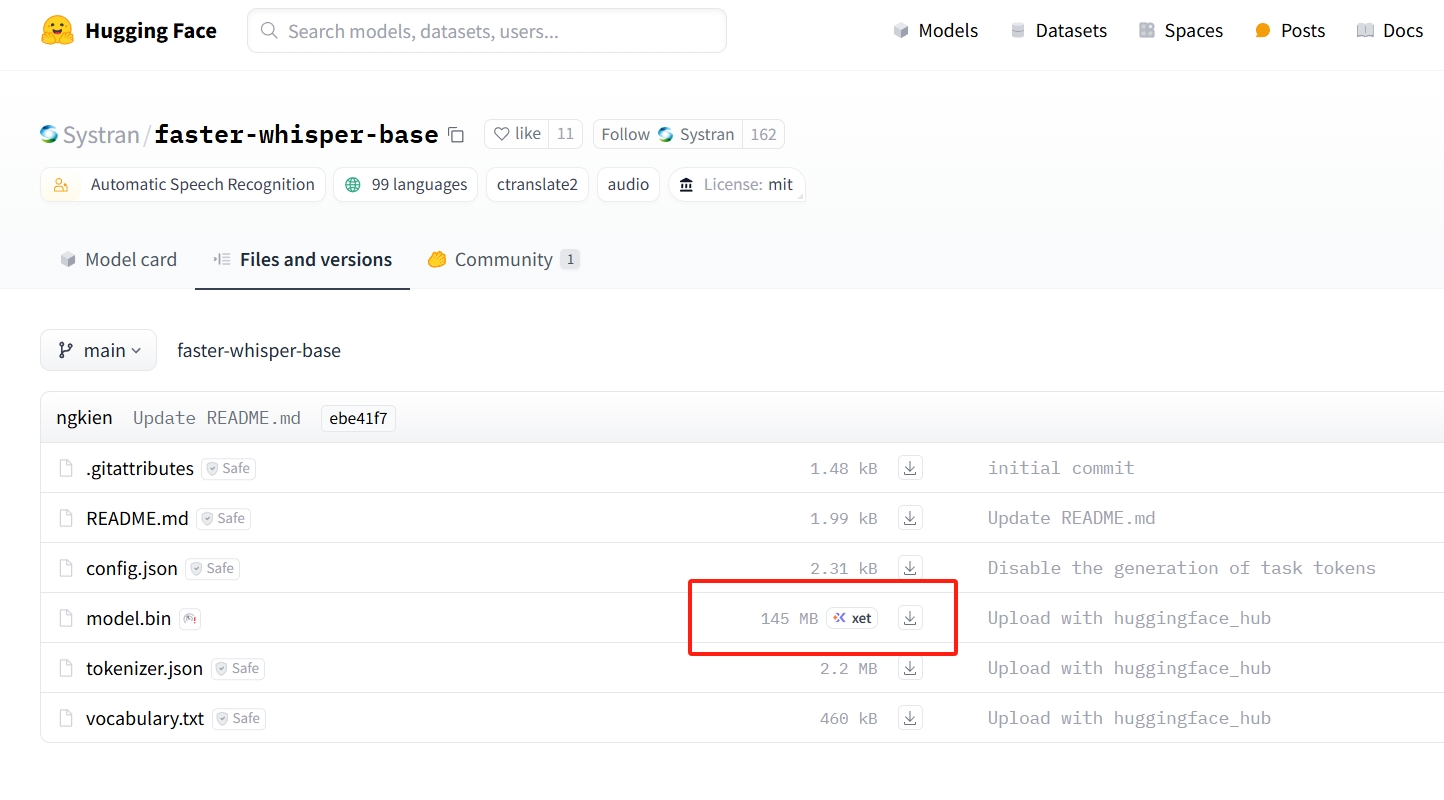 Hugging Face Search models, datasets, users... Models Datasets Spaces Posts Docs
Systran/faster-whisper-base like 11 Follow Systran 162
Automatic Speech Recognition 99 languages ctranslate2 audio License: mit
Model card Files and versions Community 1
main faster-whisper-base
ngkien Update README.md ebe41f7
.gitattributes Safe 1.48 kB initial commit
README.md Safe 1.99 kB Update README.md
config.json Safe 2.31 kB Disable the generation of task tokens
model.bin 145 MB xet Upload with huggingface_hub
tokenizer.json Safe 2.2 MB Upload with huggingface_hub
vocabulary.txt Safe 460 kB Upload with huggingface_hub